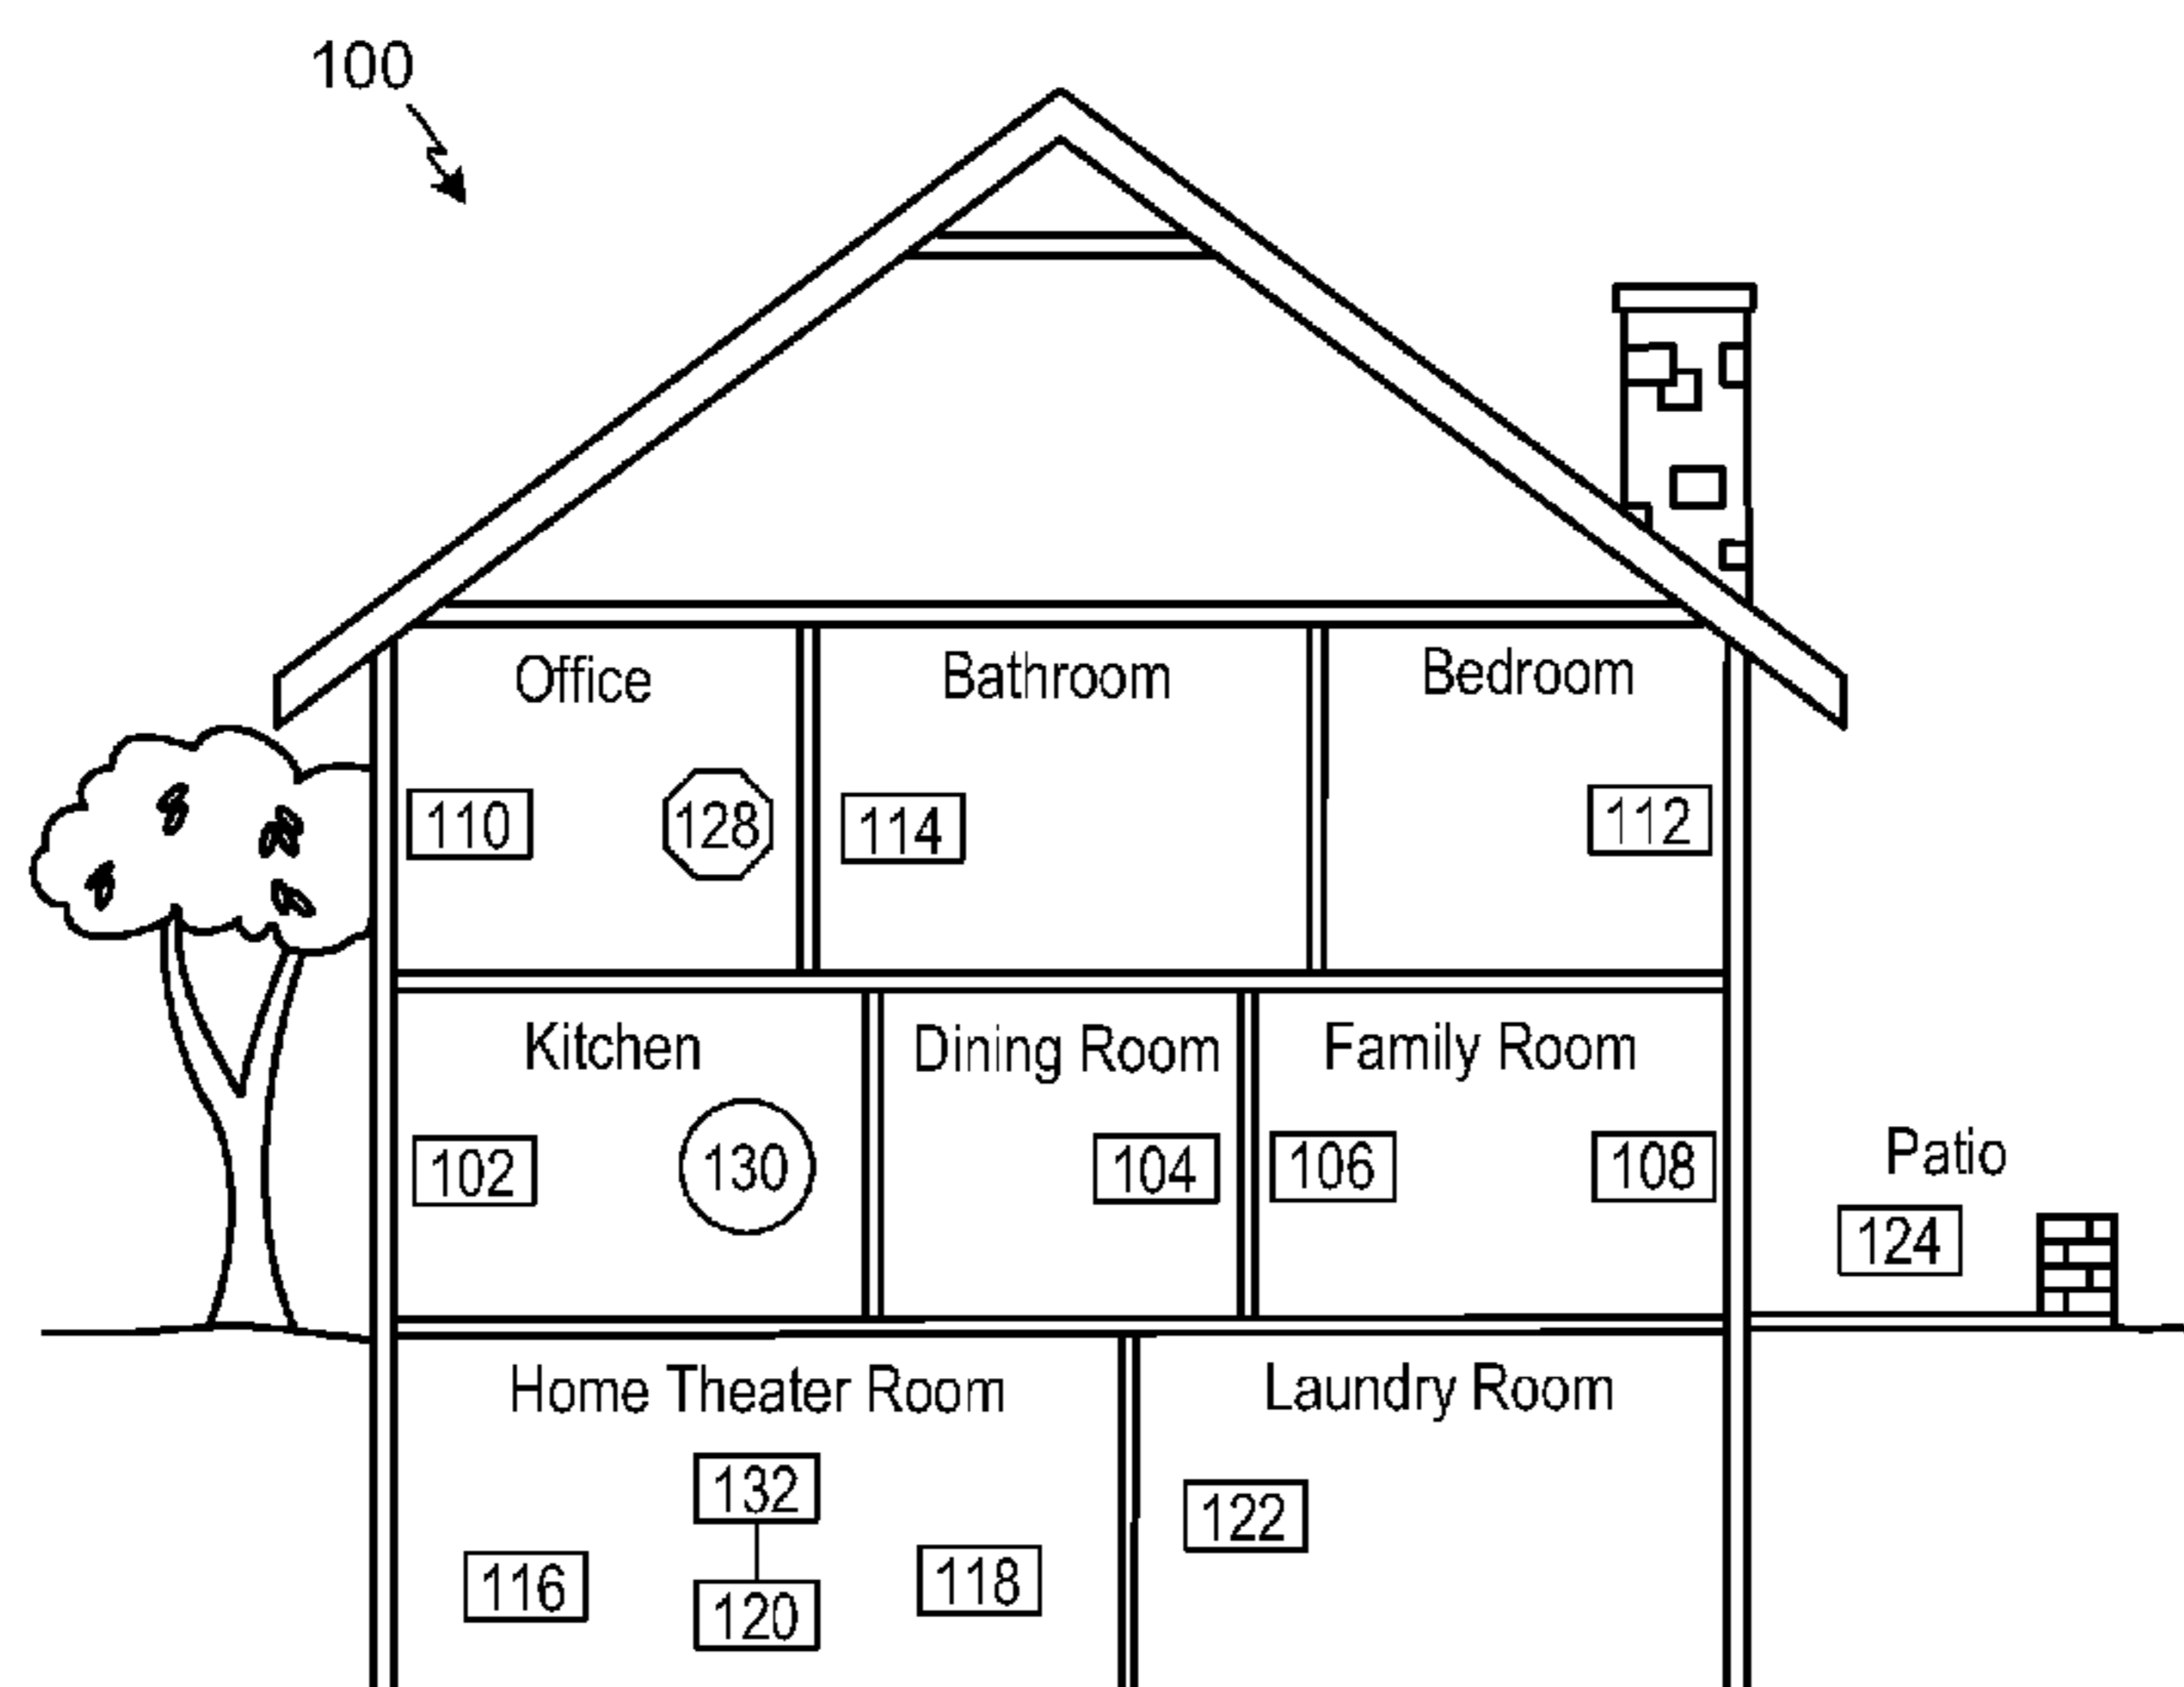 100
Office
Bathroom
Bedroom
110
128
114
112
Kitchen
Dining Room
Family Room
102
130
104
106
108
Patio
124
Home Theater Room
Laundry Room
132
122
116
118
120